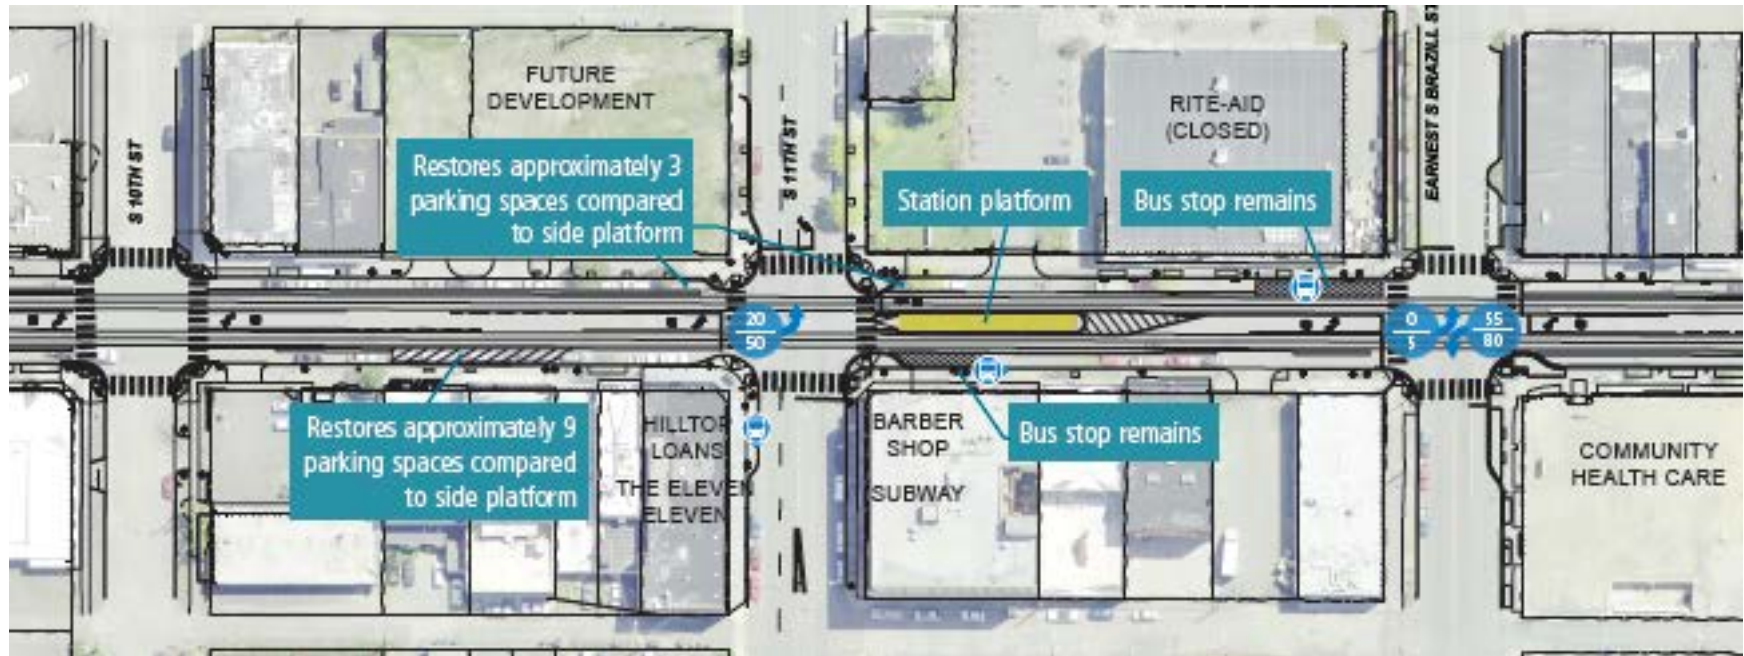 FUTURE
DEVELOPMENT
RITE-AID
(CLOSED)
S 10TH ST
S 11TH ST
EARNEST S BRAZILL ST
Restores approximately 3
parking spaces compared
to side platform
Station platform
Bus stop remains
20
50
0
5
55
80
Restores approximately 9
parking spaces compared
to side platform
HILLTOP
LOANS
THE ELEVEN
ELEVEN
BARBER
SHOP
SUBWAY
Bus stop remains
COMMUNITY
HEALTH CARE